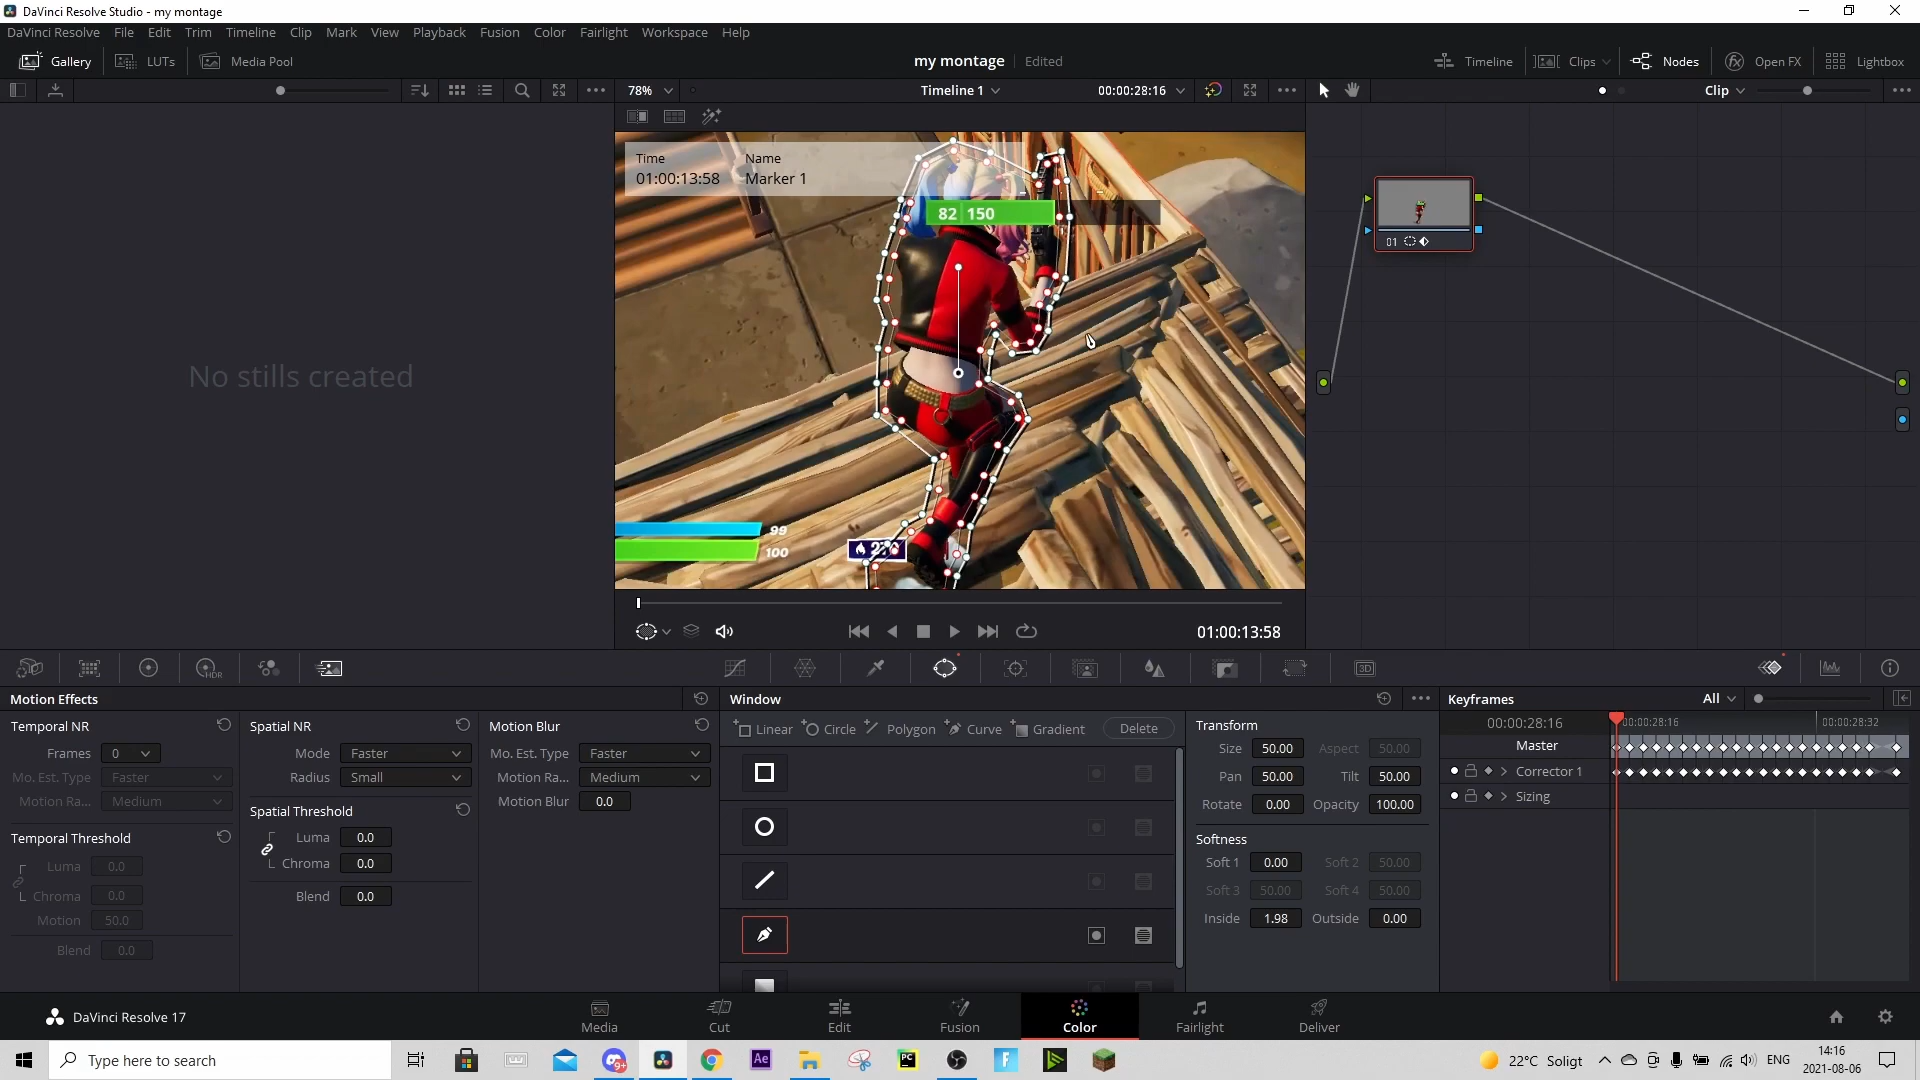 DaVinci Resolve Studio - my montage
DaVinci Resolve File Edit Trim Timeline Clip Mark View Playback Fusion Color Fairlight Workspace Help
Gallery LUTs Media Pool my montage Edited Timeline Clips Nodes Open FX Lightbox
78% Timeline 1 00:00:28:16 Clip
Time Name
01:00:13:58 Marker 1
82 150
99
100
No stills created
01
01:00:13:58
HDR
3D
Motion Effects
Temporal NR
Frames 0
Mo. Est. Type Faster
Motion Ra... Medium
Temporal Threshold
Luma 0.0
Chroma 0.0
Motion 50.0
Blend 0.0
Spatial NR
Mode Faster
Radius Small
Spatial Threshold
Luma 0.0
Chroma 0.0
Blend 0.0
Motion Blur
Mo. Est. Type Faster
Motion Ra... Medium
Motion Blur 0.0
Window
Linear Circle Polygon Curve Gradient Delete
Transform
Size 50.00 Aspect 50.00
Pan 50.00 Tilt 50.00
Rotate 0.00 Opacity 100.00
Softness
Soft 1 0.00 Soft 2 50.00
Soft 3 50.00 Soft 4 50.00
Inside 1.98 Outside 0.00
Keyframes All
00:00:28:16 00:00:28:16 00:00:28:32
Master
Corrector 1
Sizing
DaVinci Resolve 17
Media Cut Edit Fusion Color Fairlight Deliver
Type here to search
9+
Ae
PC
F
22°C Soligt
ENG
14:16
2021-08-06